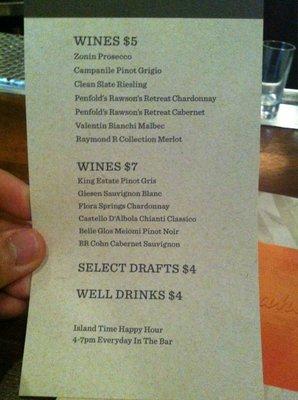 WINES $5
Zonin Prosecco
Campanile Pinot Grigio
Clean Slate Riesling
Penfold's Rawson's Retreat Chardonnay
Penfold's Rawson's Retreat Cabernet
Valentin Bianchi Malbec
Raymond R Collection Merlot
WINES $7
King Estate Pinot Gris
Giesen Sauvignon Blanc
Flora Springs Chardonnay
Castello D'Albola Chianti Classico
Belle Glos Meiomi Pinot Noir
BR Cohn Cabernet Sauvignon
SELECT DRAFTS $4
WELL DRINKS $4
Island Time Happy Hour
4-7pm Everyday In The Bar